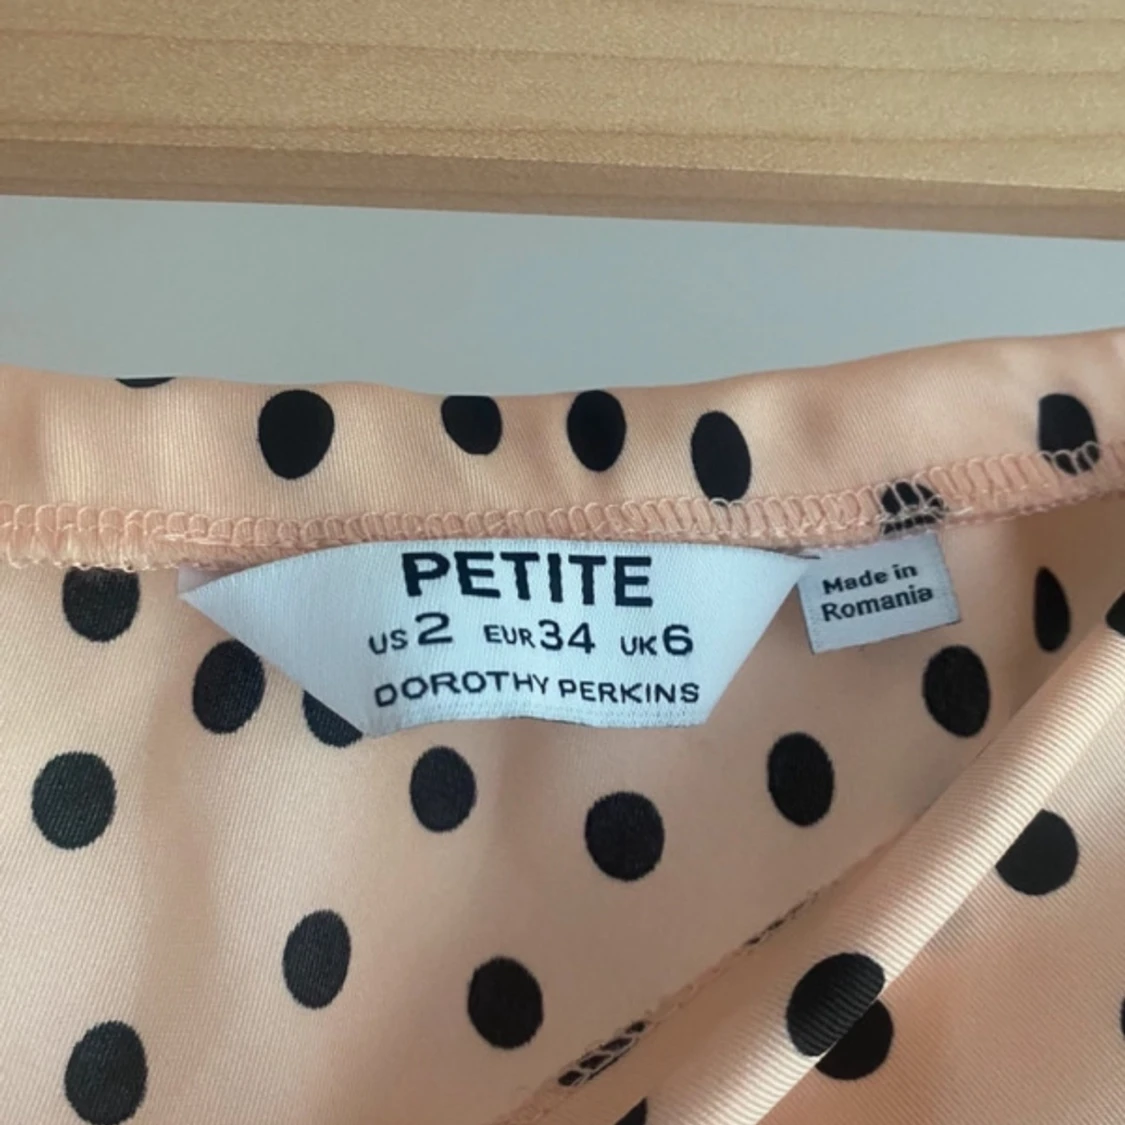 PETITE
US 2 EUR 34 UK 6
DOROTHY PERKINS
Made in
Romania